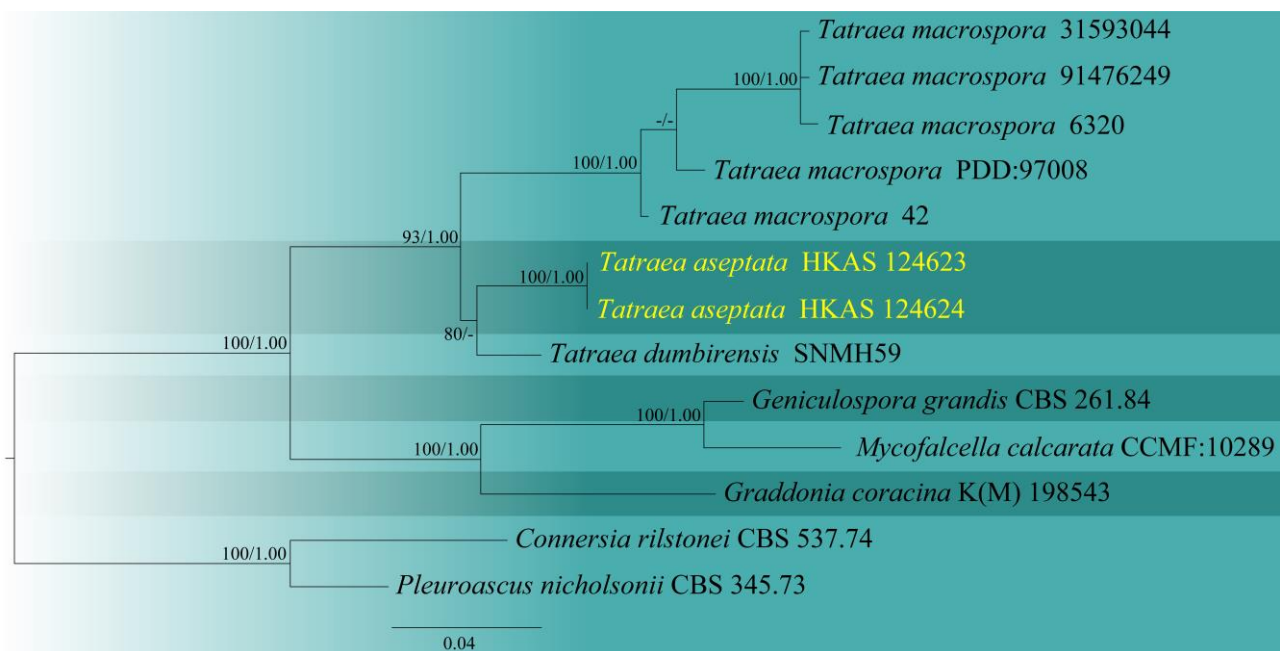 Tatraea macrospora 31593044
Tatraea macrospora 91476249
100/1.00
Tatraea macrospora 6320
-/-
100/1.00
Tatraea macrospora PDD:97008
Tatraea macrospora 42
93/1.00
Tatraea aseptata HKAS 124623
100/1.00
Tatraea aseptata HKAS 124624
80/-
100/1.00
Tatraea dumbirensis SNMH59
Geniculospora grandis CBS 261.84
100/1.00
Mycofalcella calcarata CCMF:10289
100/1.00
Graddonia coracina K(M) 198543
Connersia rilstonei CBS 537.74
100/1.00
Pleuroascus nicholsonii CBS 345.73
0.04